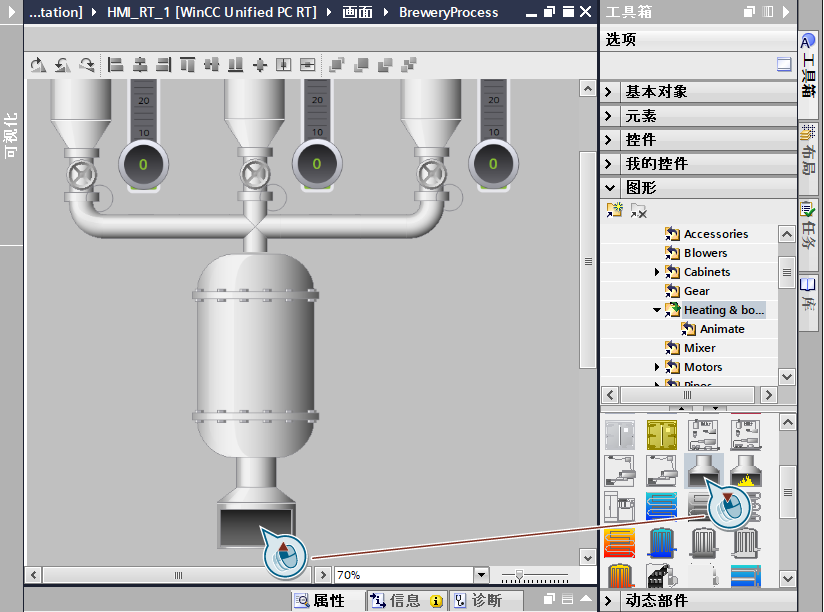 ...tation] ▸ HMI_RT_1 [WinCC Unified PC RT] ▸ 画面 ▸ BreweryProcess
工具箱
选项
可视化
20
10
0
20
10
0
20
10
0
基本对象
元素
控件
我的控件
图形
Accessories
Blowers
Cabinets
Gear
Heating & bo...
Animate
Mixer
Motors
工具箱
布局
任务
库
70%
属性
信息
诊断
动态部件